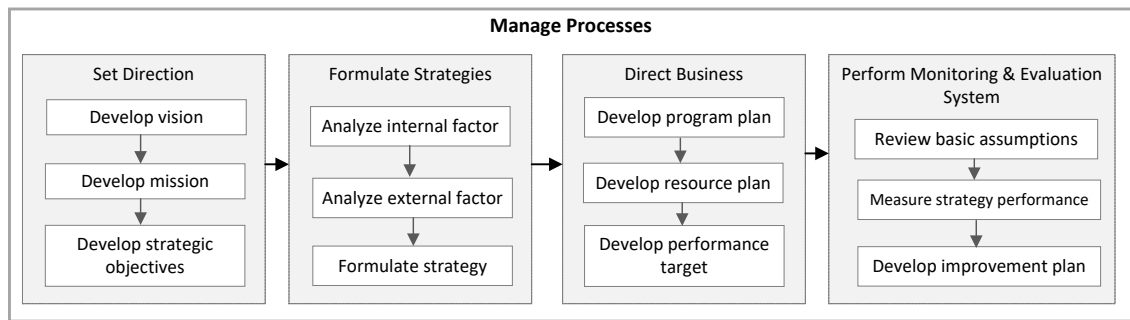 Manage Processes
Set Direction
Develop vision
Develop mission
Develop strategic
objectives
Formulate Strategies
Analyze internal factor
Analyze external factor
Formulate strategy
Direct Business
Develop program plan
Develop resource plan
Develop performance
target
Perform Monitoring & Evaluation
System
Review basic assumptions
Measure strategy performance
Develop improvement plan